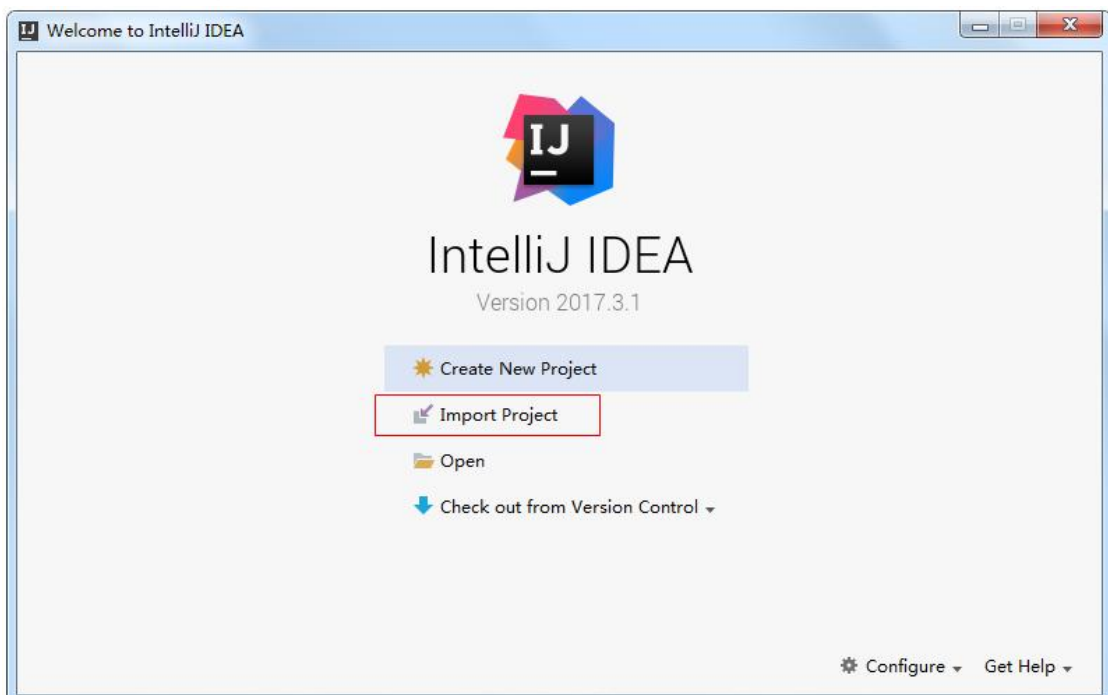 Welcome to IntelliJ IDEA
IJ
IntelliJ IDEA
Version 2017.3.1
Create New Project
Import Project
Open
Check out from Version Control
Configure
Get Help